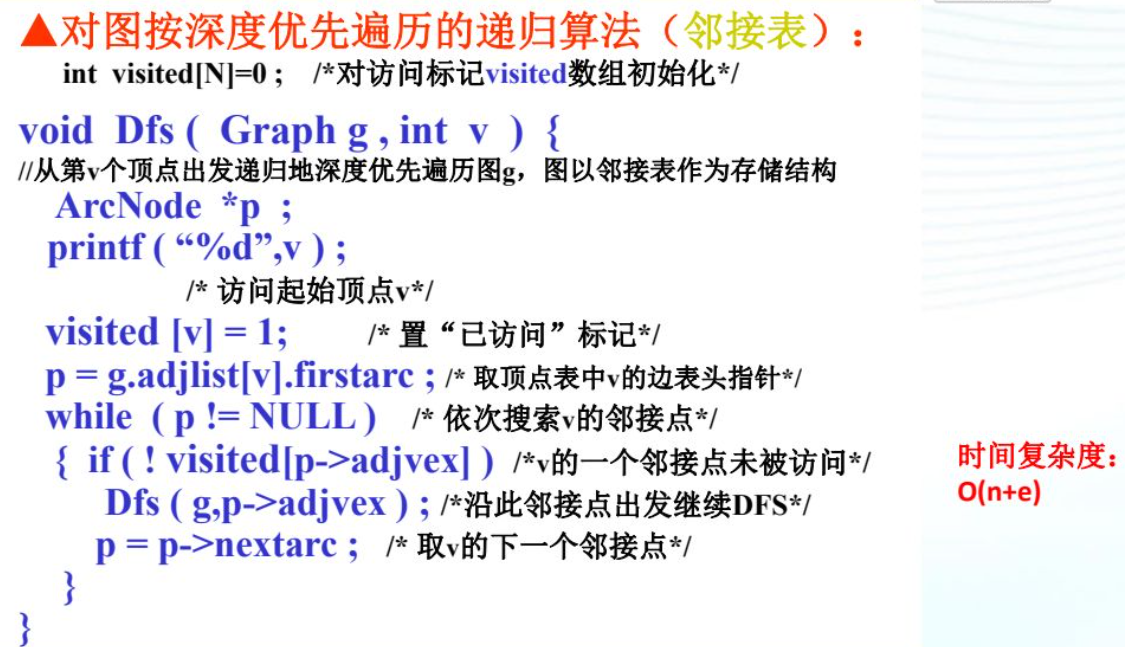 ▲对图按深度优先遍历的递归算法（邻接表）：
int visited[N]=0 ; /*对访问标记visited数组初始化*/
void Dfs ( Graph g , int v ) {
//从第v个顶点出发递归地深度优先遍历图g，图以邻接表作为存储结构
ArcNode *p ;
printf ( “%d”,v ) ;
/* 访问起始顶点v*/
visited [v] = 1; /* 置“已访问”标记*/
p = g.adjlist[v].firstarc ; /* 取顶点表中v的边表头指针*/
while ( p != NULL ) /* 依次搜索v的邻接点*/
{ if ( ! visited[p->adjvex] ) /*v的一个邻接点未被访问*/
Dfs ( g,p->adjvex ) ; /*沿此邻接点出发继续DFS*/
p = p->nextarc ; /* 取v的下一个邻接点*/
}
}
时间复杂度：
O(n+e)